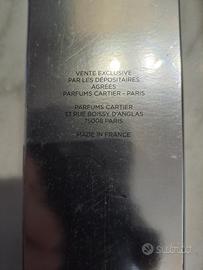 VENTE EXCLUSIVE
PAR LES DÉPOSITAIRES
AGRÉÉS
PARFUMS CARTIER - PARIS
PARFUMS CARTIER
13 RUE BOISSY D'ANGLAS
75008 PARIS
MADE IN FRANCE
subito